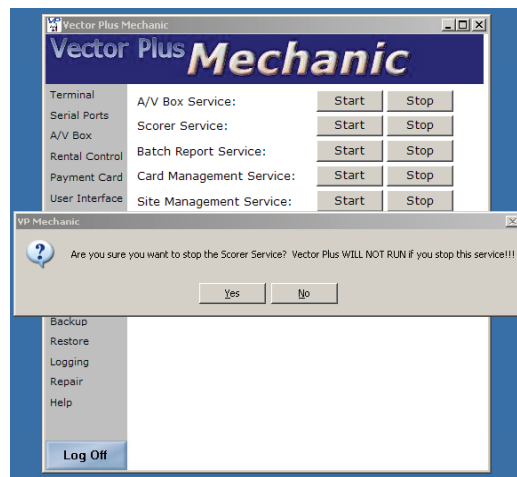 Vector Plus Mechanic
Vector Plus Mechanic
Terminal
Serial Ports
A/V Box
Rental Control
Payment Card
User Interface
A/V Box Service: Start Stop
Scorer Service: Start Stop
Batch Report Service: Start Stop
Card Management Service: Start Stop
Site Management Service: Start Stop
VP Mechanic
Are you sure you want to stop the Scorer Service? Vector Plus WILL NOT RUN if you stop this service!!!
Yes No
Backup
Restore
Logging
Repair
Help
Log Off